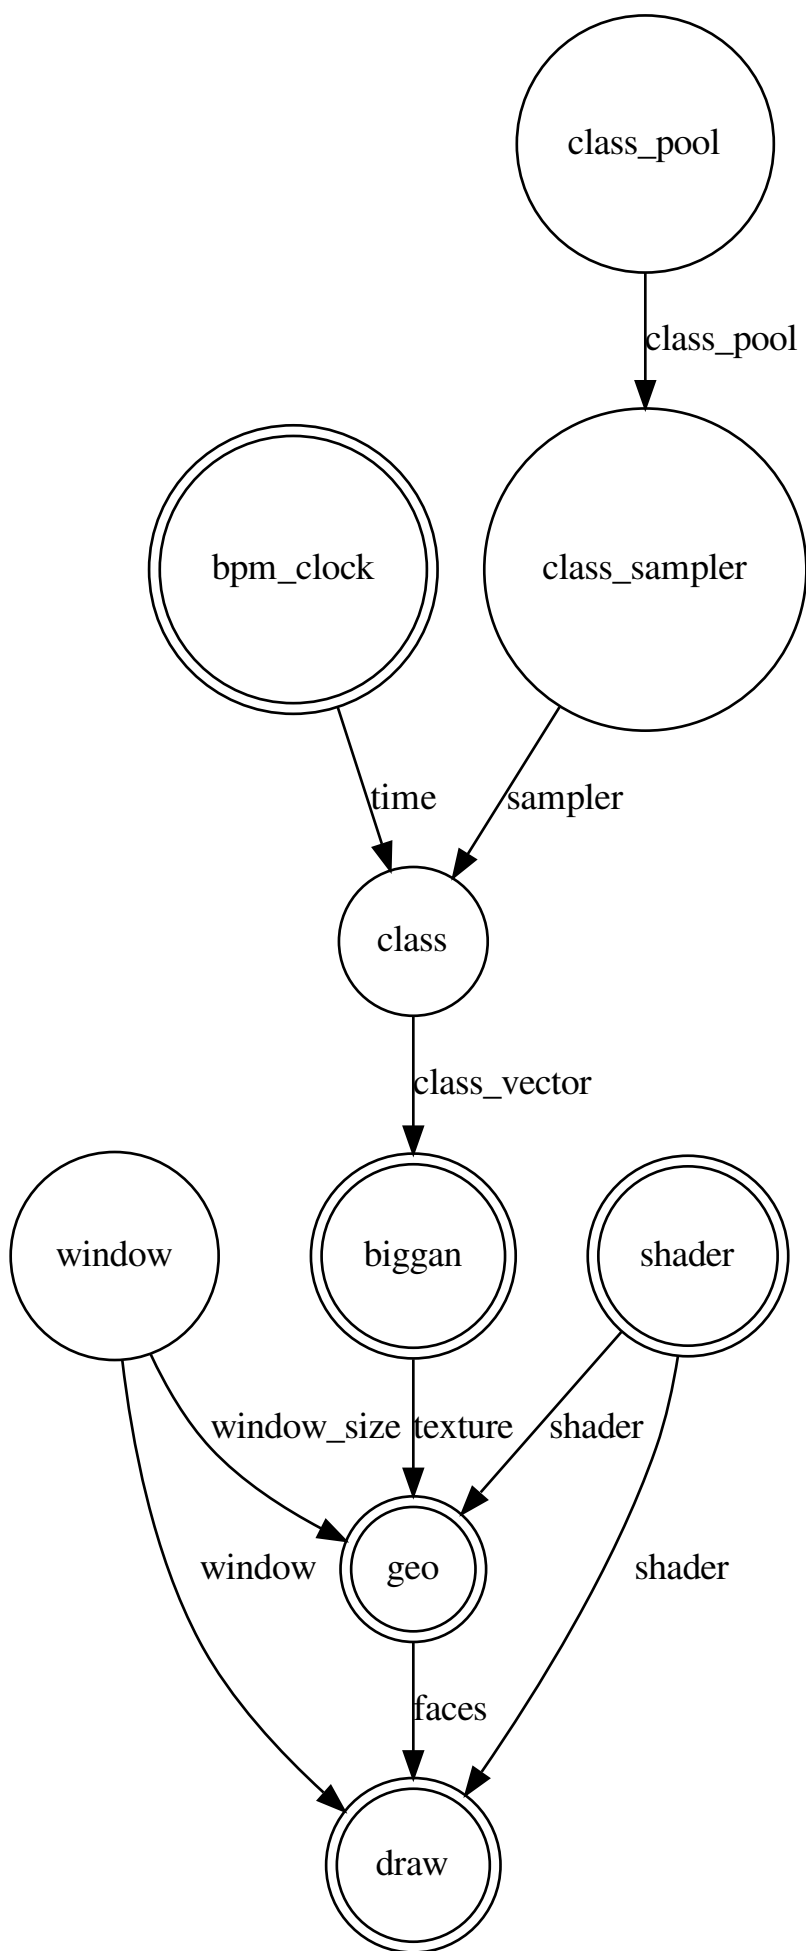 class_pool
class_pool
bpm_clock
class_sampler
time
sampler
class
class_vector
window
biggan
shader
window_size
texture
shader
window
geo
shader
faces
draw